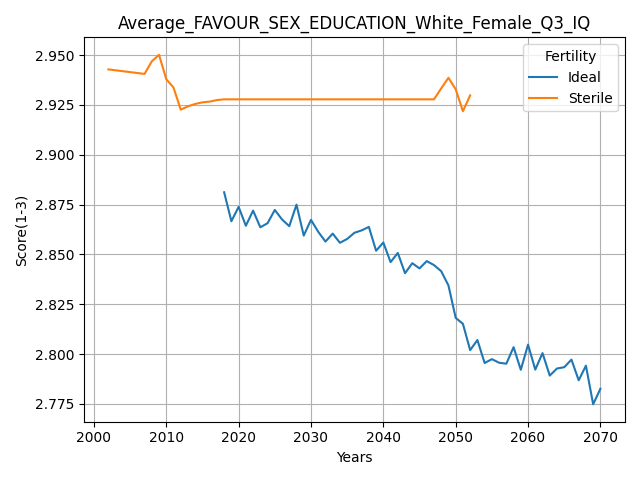 Average_FAVOUR_SEX_EDUCATION_White_Female_Q3_IQ
Fertility
Ideal
Sterile
2.950
2.925
2.900
2.875
2.850
2.825
2.800
2.775
Score(1-3)
2000 2010 2020 2030 2040 2050 2060 2070
Years